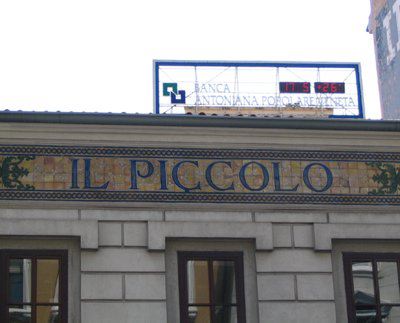 BANCA
ANTONIANA POPOLARE VENETA
IL PICCOLO